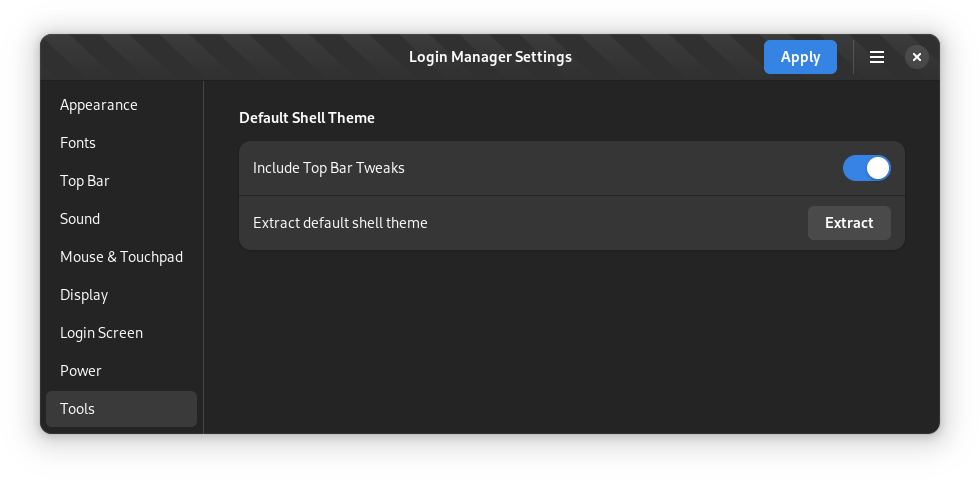 Login Manager Settings
Apply
Appearance
Fonts
Top Bar
Sound
Mouse & Touchpad
Display
Login Screen
Power
Tools
Default Shell Theme
Include Top Bar Tweaks
Extract default shell theme
Extract